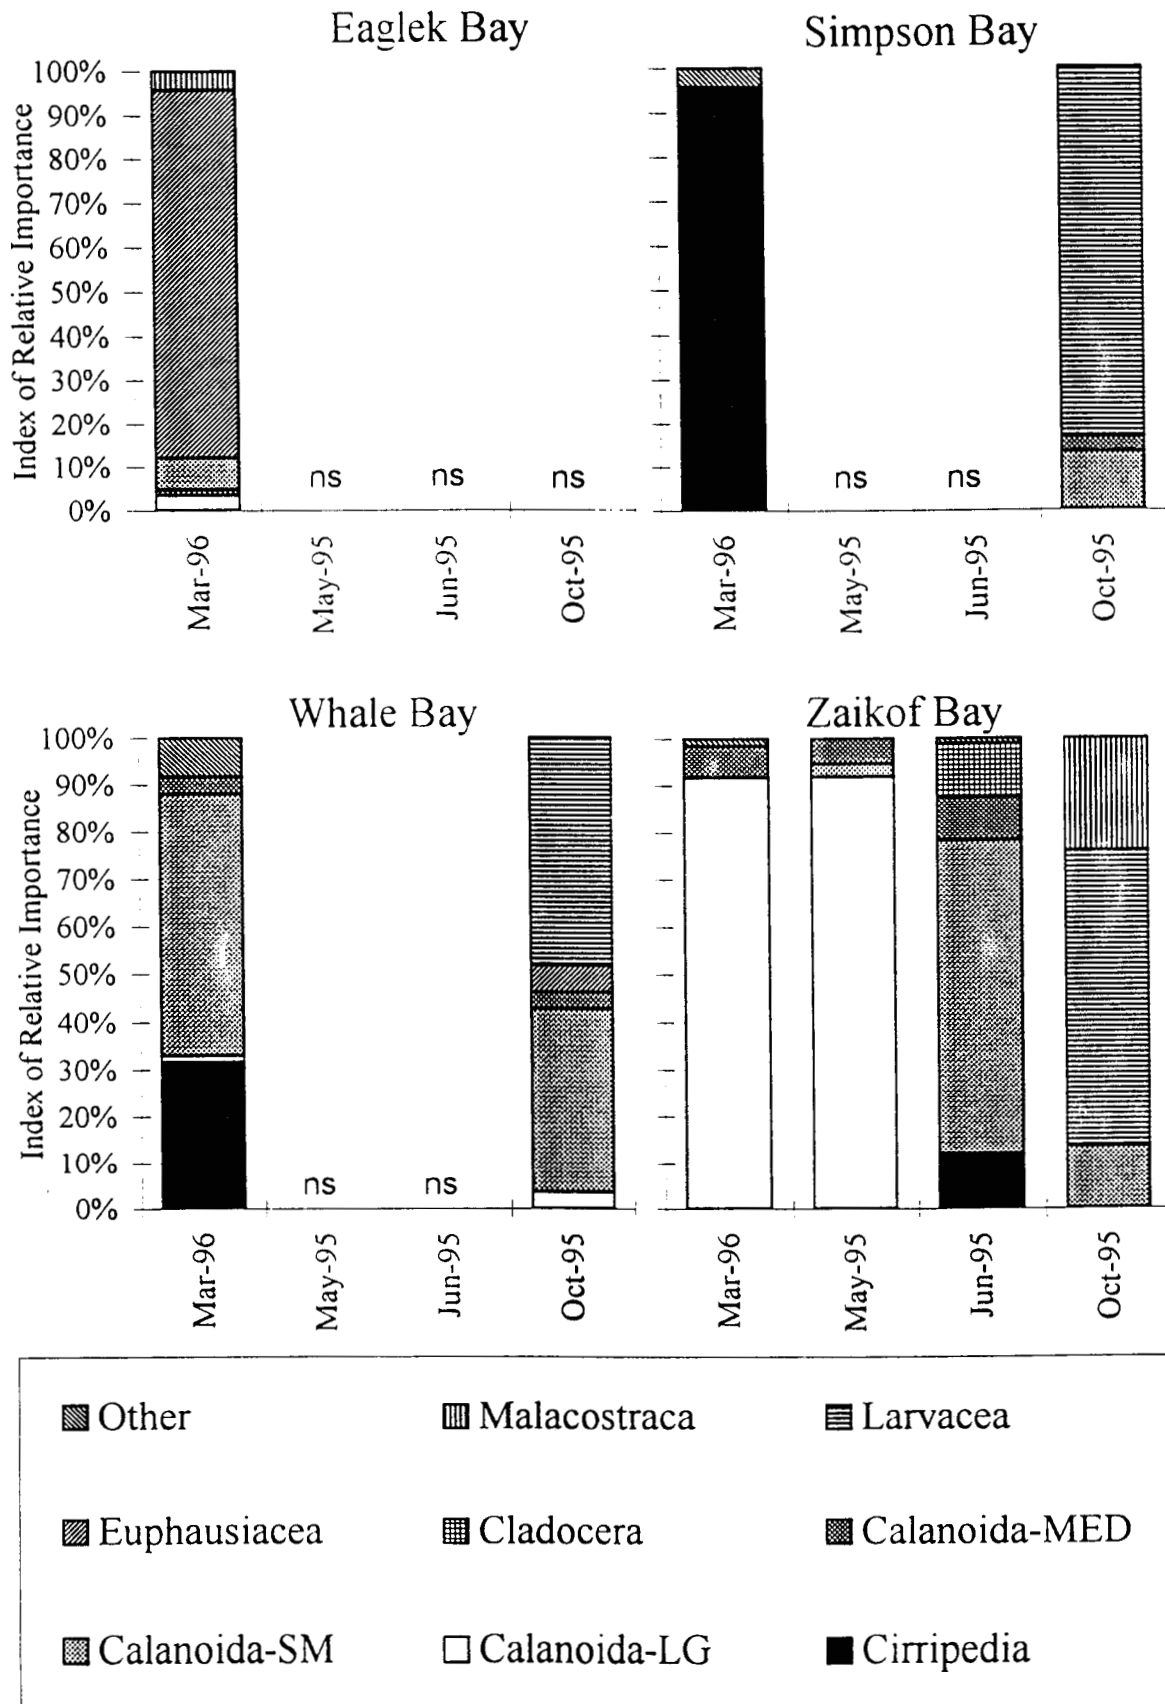 Eaglek Bay
Simpson Bay
Index of Relative Importance
100%
90%
80%
70%
60%
50%
40%
30%
20%
10%
0%
ns
ns
ns
ns
ns
Mar-96
May-95
Jun-95
Oct-95
Mar-96
May-95
Jun-95
Oct-95
Whale Bay
Zaikof Bay
Index of Relative Importance
100%
90%
80%
70%
60%
50%
40%
30%
20%
10%
0%
ns
ns
Mar-96
May-95
Jun-95
Oct-95
Mar-96
May-95
Jun-95
Oct-95
Other
Malacostraca
Larvacea
Euphausiacea
Cladocera
Calanoida-MED
Calanoida-SM
Calanoida-LG
Cirripedia